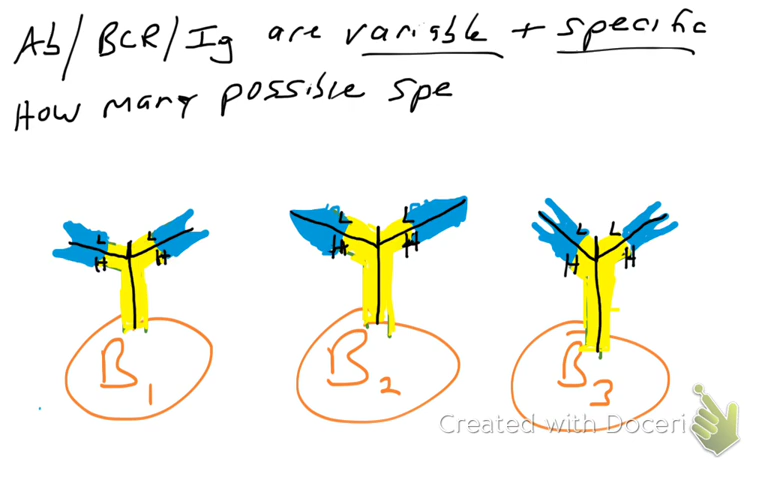 Ab/BCR/Ig are variable + specific
How many possible spe
L L L L L L
H H H H H H
B1 B2 B3
Created with Doceri